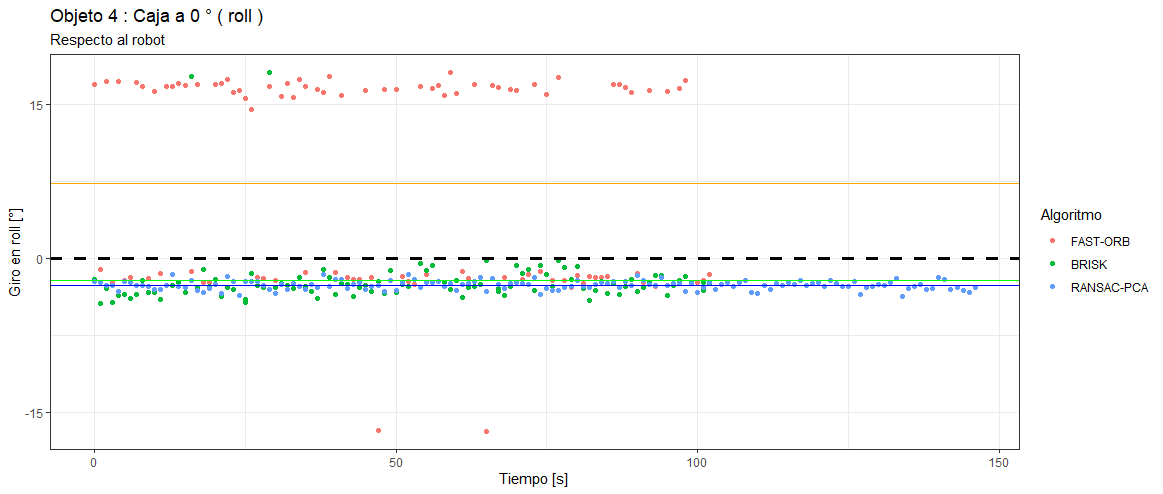 Objeto 4 : Caja a 0 ° ( roll )
Respecto al robot
Giro en roll [°]
15
0
-15
0
50
100
150
Tiempo [s]
Algoritmo
FAST-ORB
BRISK
RANSAC-PCA